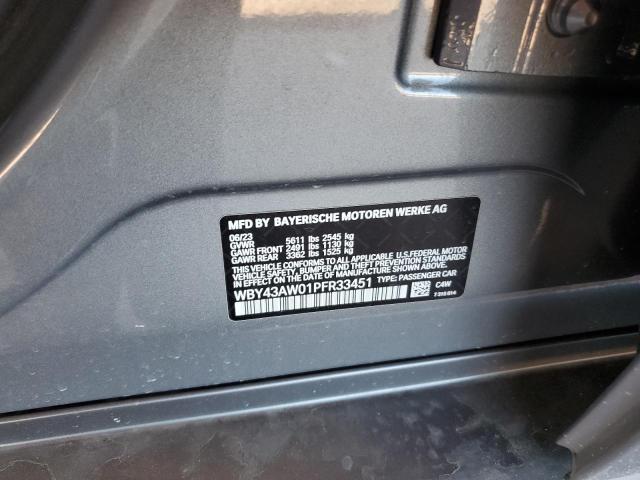 MFD BY BAYERISCHE MOTOREN WERKE AG
06/23
GVWR 5611 lbs 2545 kg
GAWR FRONT 2491 lbs 1130 kg
GAWR REAR 3362 lbs 1525 kg
THIS VEHICLE CONFORMS TO ALL APPLICABLE U.S. FEDERAL MOTOR
VEHICLE SAFETY, BUMPER, AND THEFT PREVENTION STANDARDS
IN EFFECT ON THE DATE OF MANUFACTURE SHOWN ABOVE.
WBY43AW01PFR33451 TYPE: PASSENGER CAR
C4W